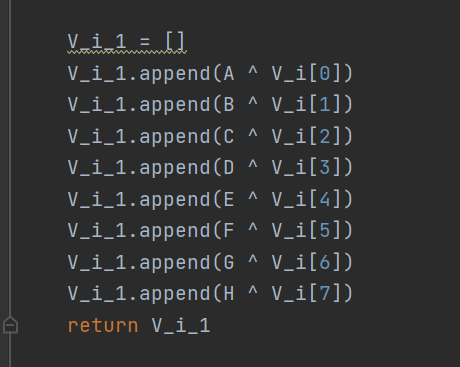 V_i_1 = []
V_i_1.append(A ^ V_i[0])
V_i_1.append(B ^ V_i[1])
V_i_1.append(C ^ V_i[2])
V_i_1.append(D ^ V_i[3])
V_i_1.append(E ^ V_i[4])
V_i_1.append(F ^ V_i[5])
V_i_1.append(G ^ V_i[6])
V_i_1.append(H ^ V_i[7])
return V_i_1